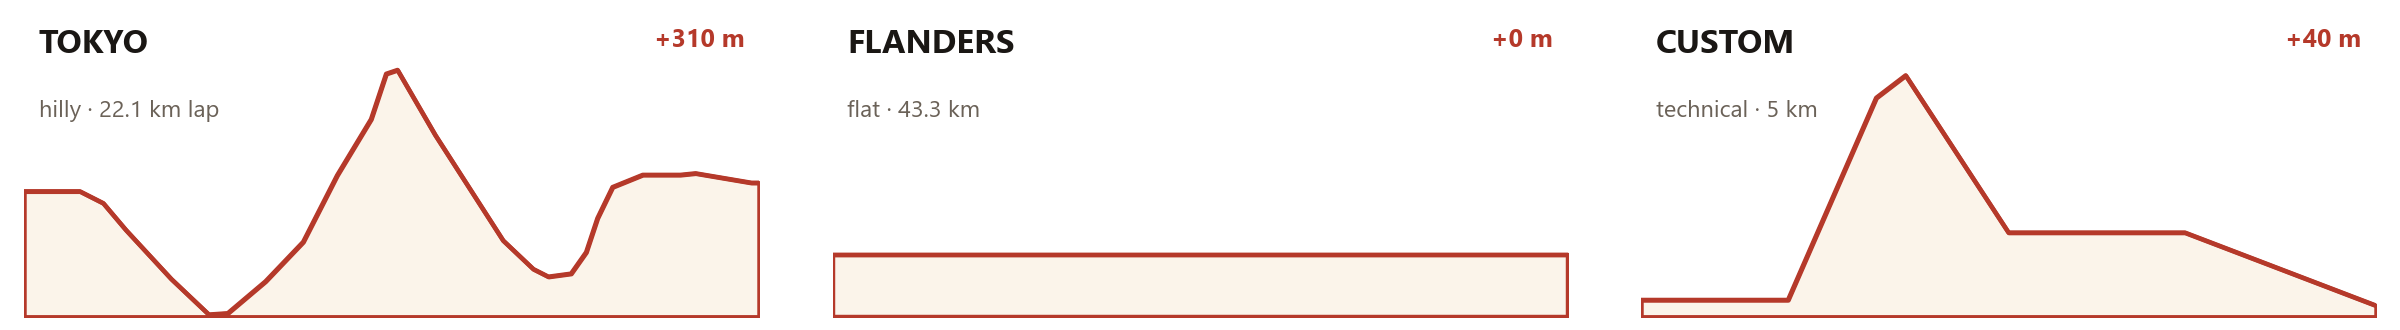 TOKYO
+310 m
hilly · 22.1 km lap
FLANDERS
+0 m
flat · 43.3 km
CUSTOM
+40 m
technical · 5 km